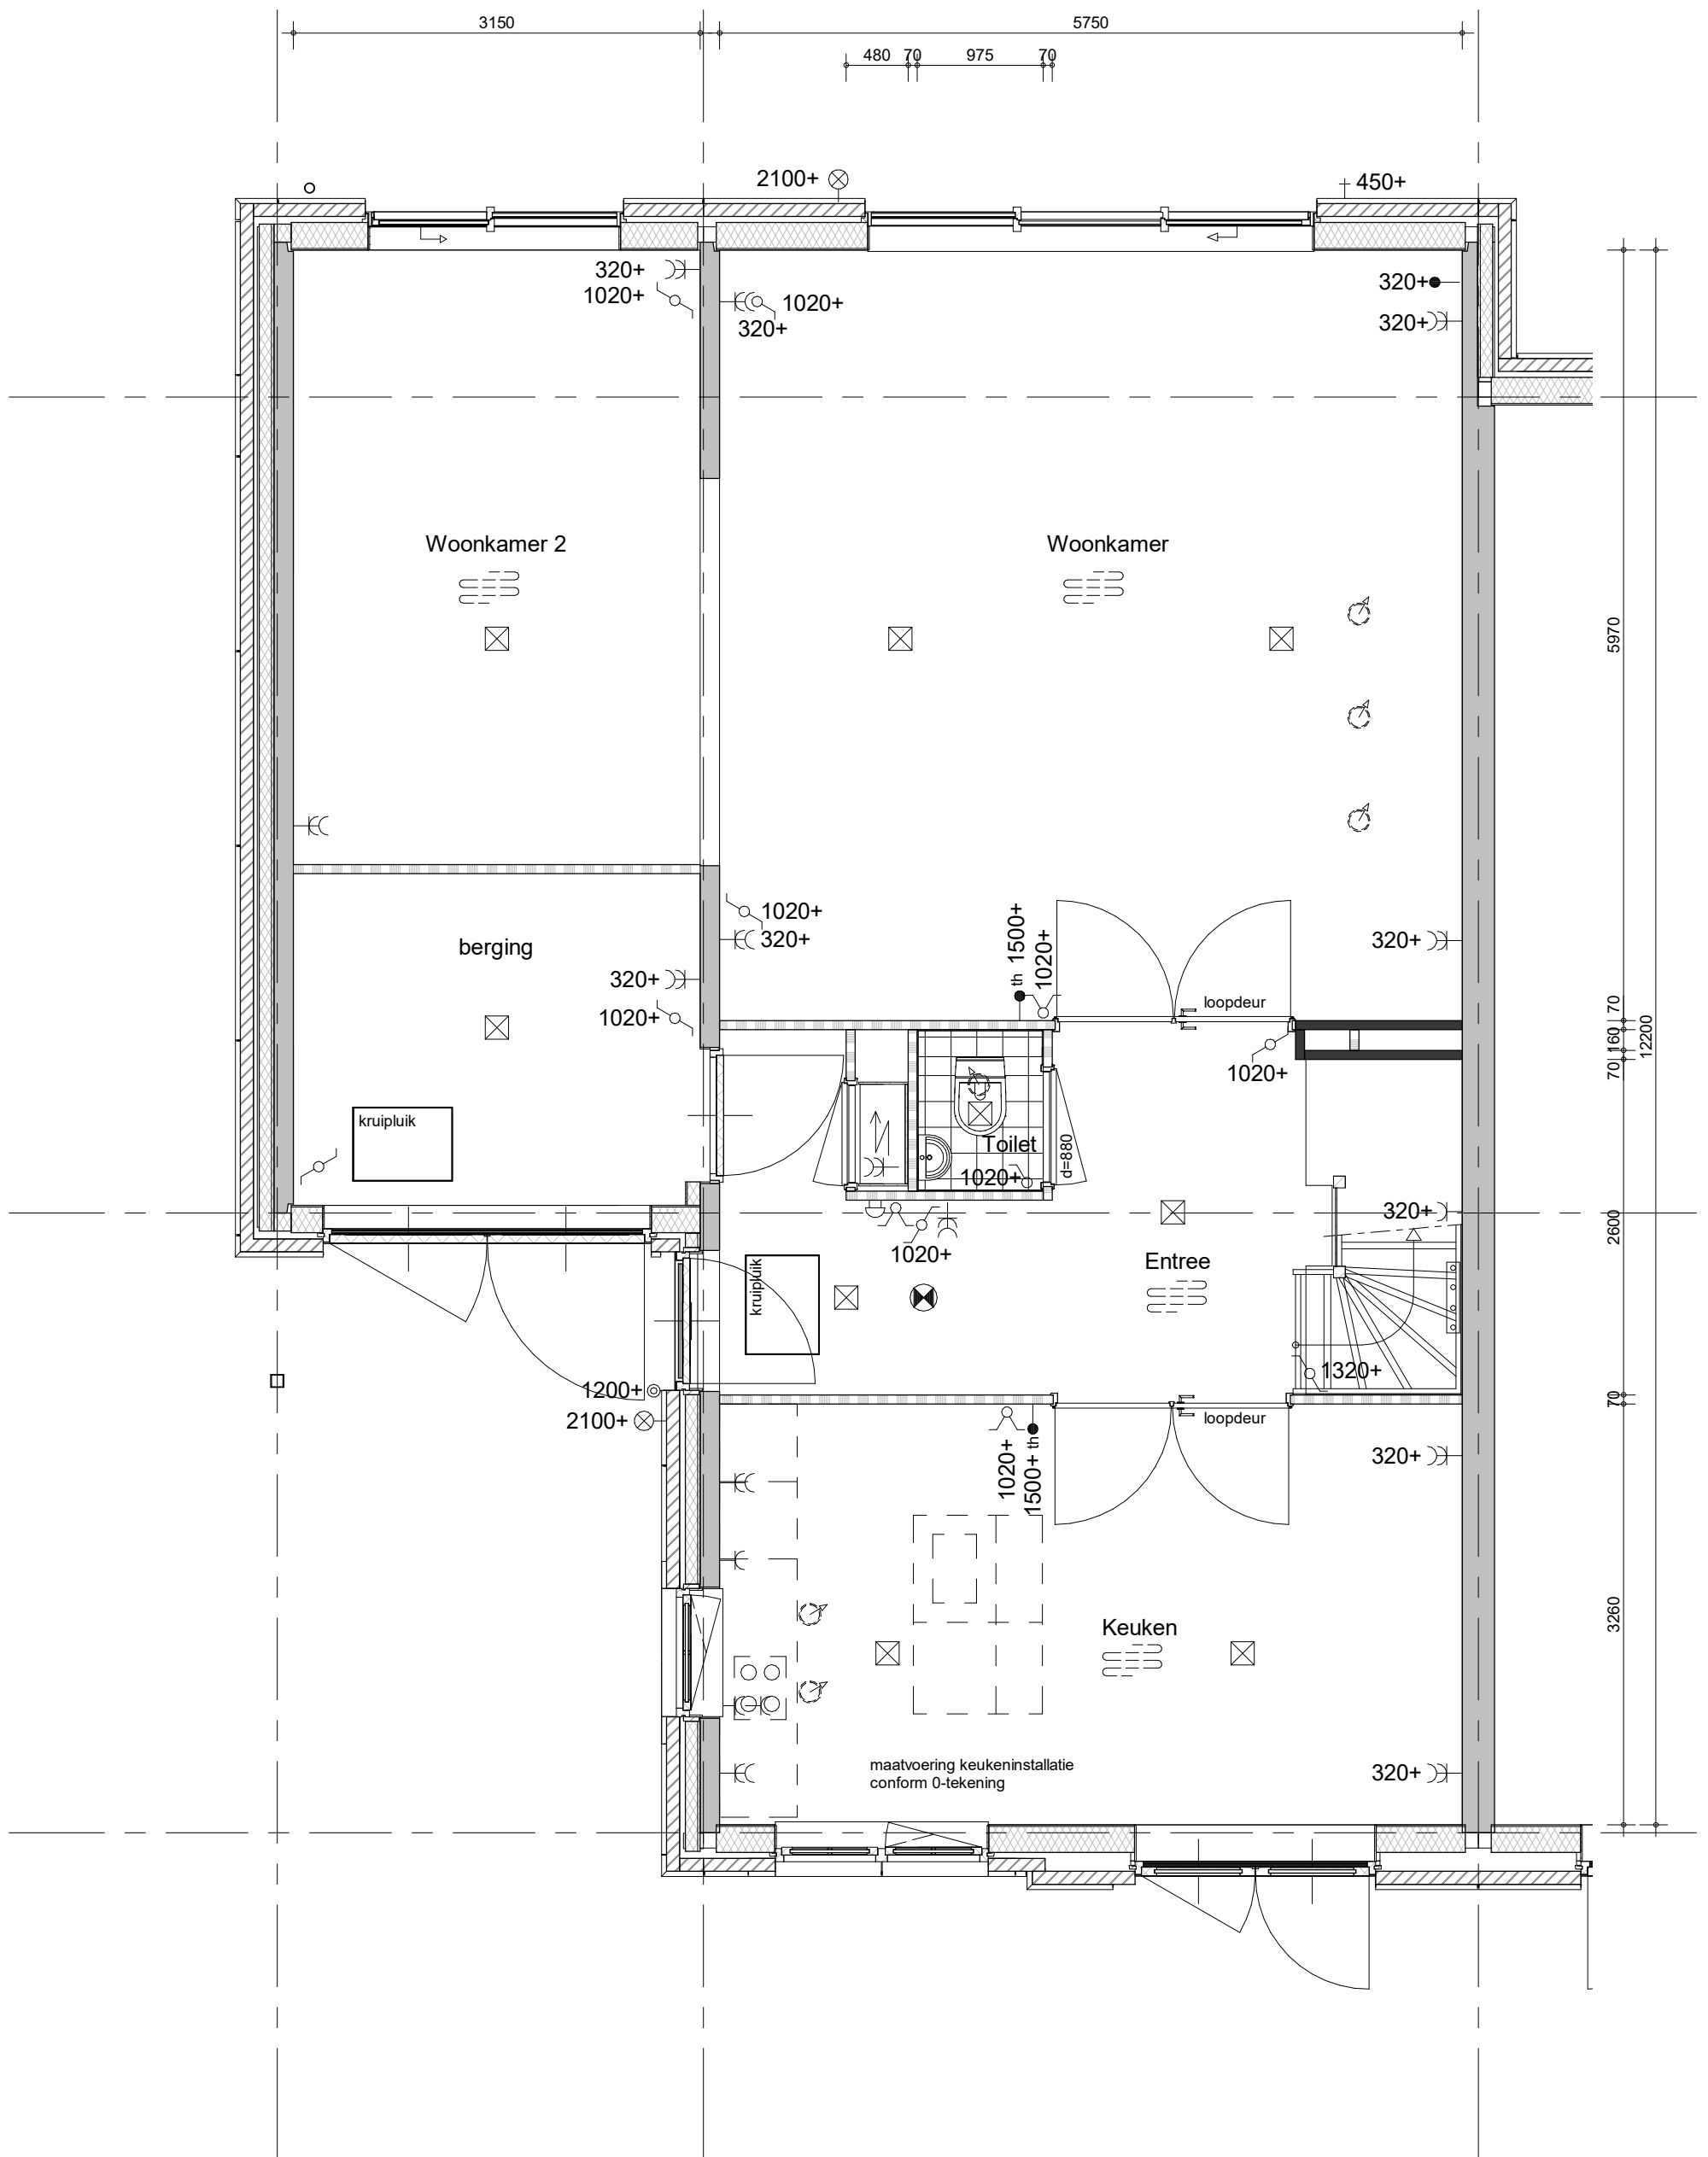 3150
5750
480
70
975
70
2100+
450+
320+
1020+
1020+
320+
320+
320+
Woonkamer 2
Woonkamer
5970
1020+
320+
berging
320+
1020+
th 1500+
1020+
320+
loopdeur
70
160
70
12200
1020+
kruipluik
Toilet
1020+
d=880
320+
2600
1020+
Entree
kruipluik
1320+
1200+
2100+
70
loopdeur
1020+
1500+ th
320+
Keuken
3260
maatvoering keukeninstallatie
conform 0-tekening
320+